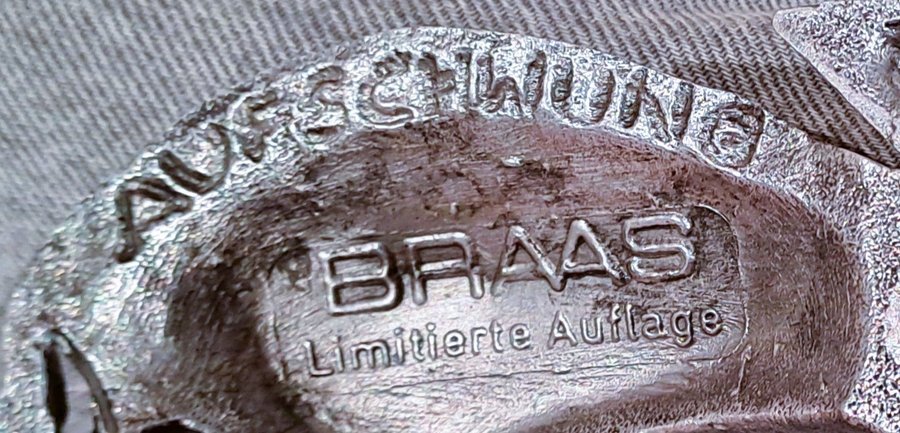 AUFSCHWUNG
BRAAS
Limitierte Auflage